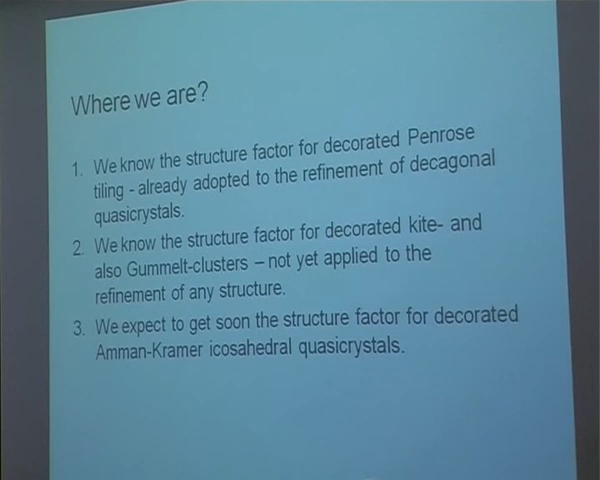 Where we are?
1. We know the structure factor for decorated Penrose
tiling - already adopted to the refinement of decagonal
quasicrystals.
2. We know the structure factor for decorated kite- and
also Gummelt-clusters – not yet applied to the
refinement of any structure.
3. We expect to get soon the structure factor for decorated
Amman-Kramer icosahedral quasicrystals.